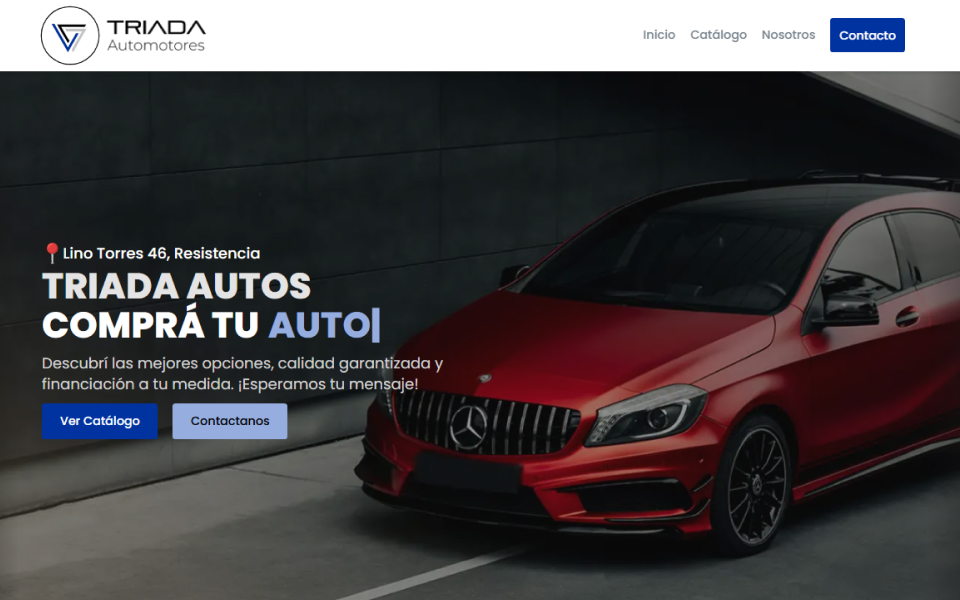 TRIADA
Automotores
Inicio Catálogo Nosotros Contacto
📍Lino Torres 46, Resistencia
TRIADA AUTOS
COMPRÁ TU AUTO|
Descubrí las mejores opciones, calidad garantizada y
financiación a tu medida. ¡Esperamos tu mensaje!
Ver Catálogo Contactanos